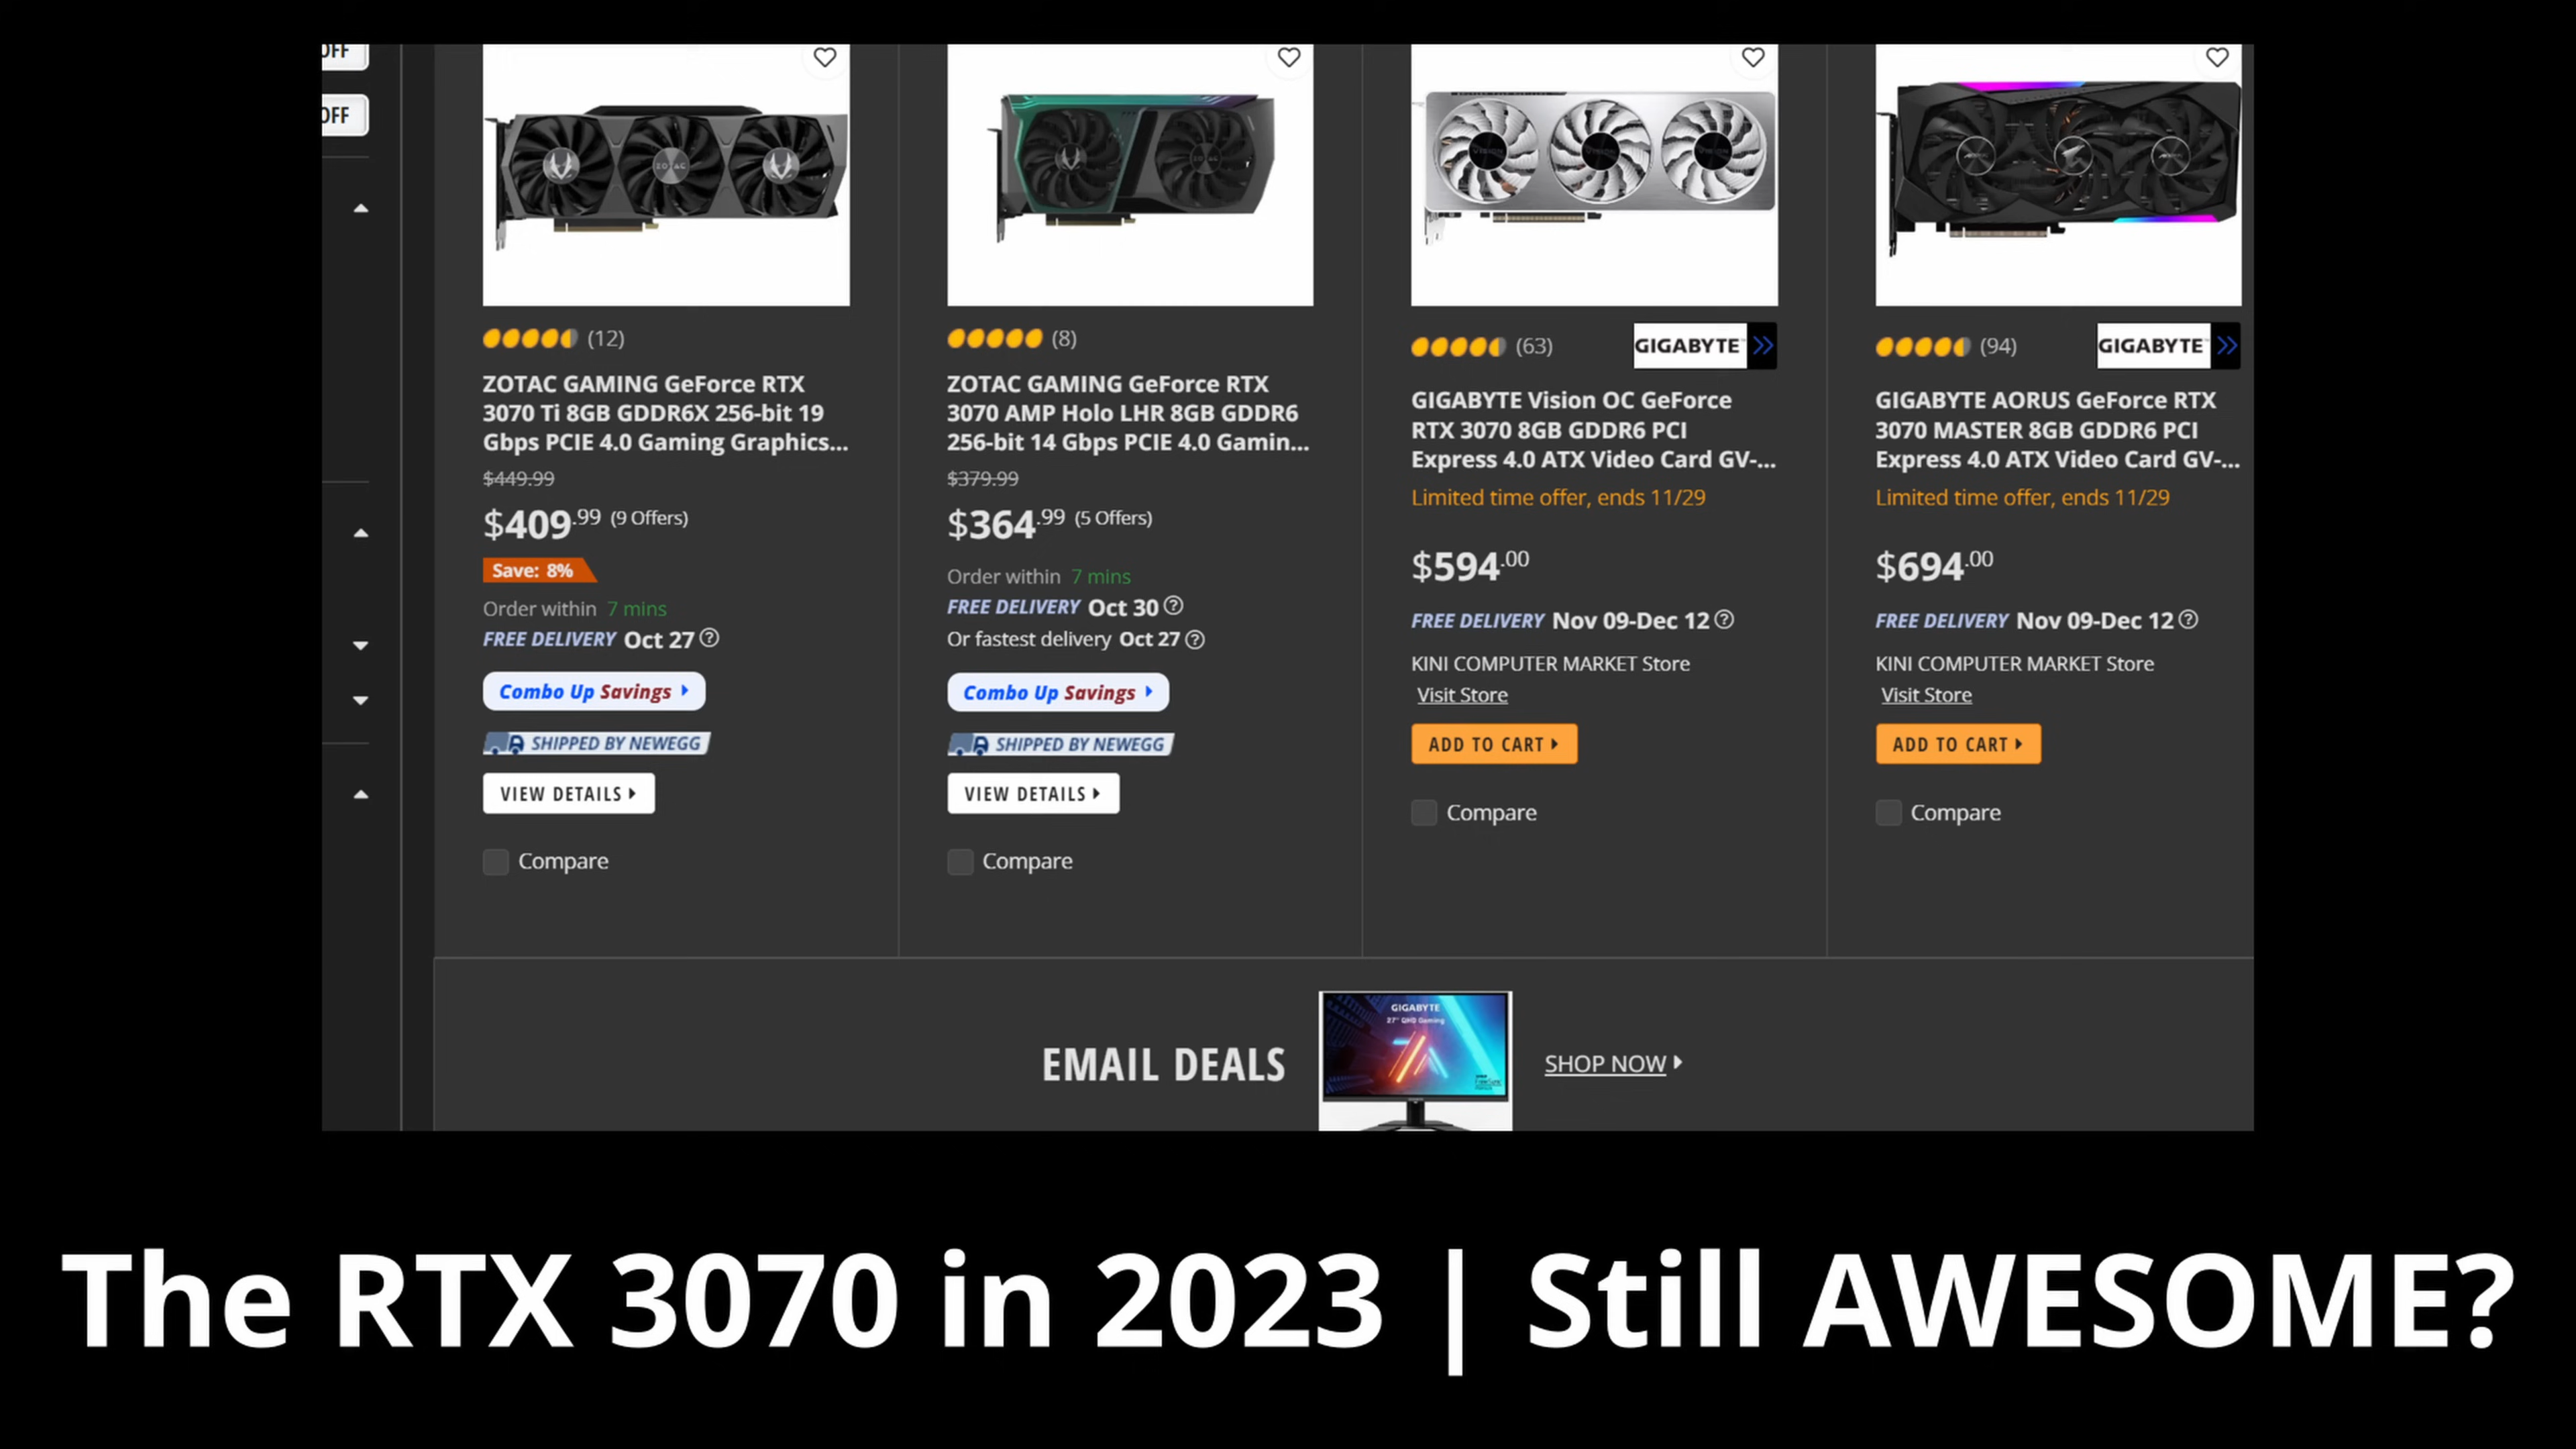 OFF
OFF
(12)
ZOTAC GAMING GeForce RTX
3070 Ti 8GB GDDR6X 256-bit 19
Gbps PCIE 4.0 Gaming Graphics...
$449.99
$409.99 (9 Offers)
Save: 8%
Order within 7 mins
FREE DELIVERY Oct 27
Combo Up Savings
SHIPPED BY NEWEGG
VIEW DETAILS
Compare
ZOTAC
(8)
ZOTAC GAMING GeForce RTX
3070 AMP Holo LHR 8GB GDDR6
256-bit 14 Gbps PCIE 4.0 Gamin...
$379.99
$364.99 (5 Offers)
Order within 7 mins
FREE DELIVERY Oct 30
Or fastest delivery Oct 27
Combo Up Savings
SHIPPED BY NEWEGG
VIEW DETAILS
Compare
(63)
GIGABYTE
GIGABYTE Vision OC GeForce
RTX 3070 8GB GDDR6 PCI
Express 4.0 ATX Video Card GV-...
Limited time offer, ends 11/29
$594.00
FREE DELIVERY Nov 09-Dec 12
KINI COMPUTER MARKET Store
Visit Store
ADD TO CART
Compare
(94)
GIGABYTE
GIGABYTE AORUS GeForce RTX
3070 MASTER 8GB GDDR6 PCI
Express 4.0 ATX Video Card GV-...
Limited time offer, ends 11/29
$694.00
FREE DELIVERY Nov 09-Dec 12
KINI COMPUTER MARKET Store
Visit Store
ADD TO CART
Compare
EMAIL DEALS
GIGABYTE
27" QHD Gaming
SHOP NOW
The RTX 3070 in 2023 | Still AWESOME?